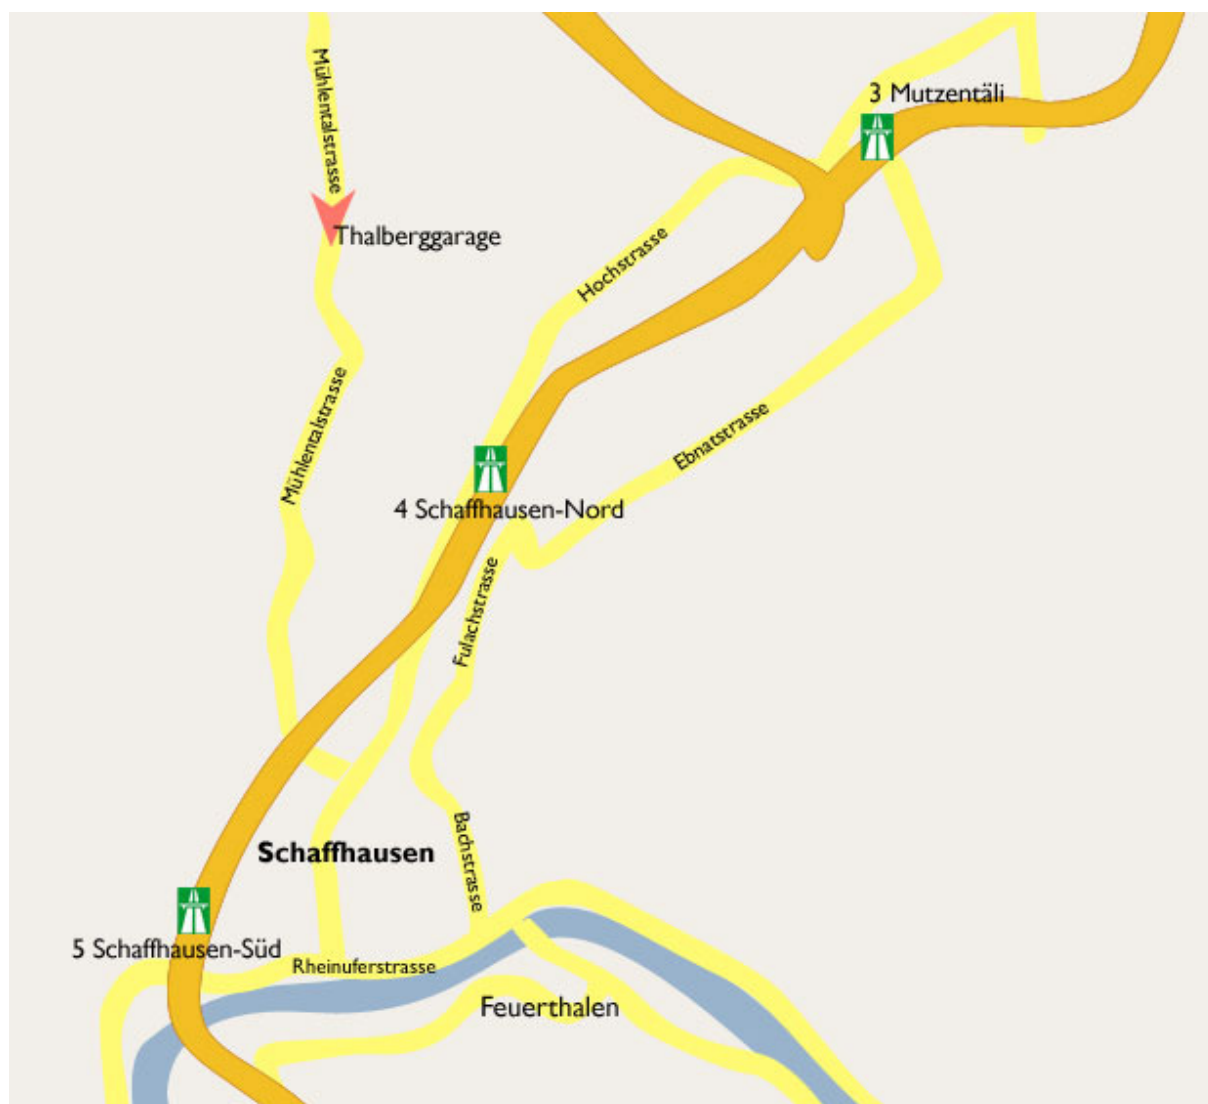 Mühlentalstrasse
3 Mutzentäli
Thalberggarage
Hochstrasse
Mühlentalstrasse
Ebnatstrasse
4 Schaffhausen-Nord
Fulachstrasse
Bachstrasse
Schaffhausen
5 Schaffhausen-Süd
Rheinuferstrasse
Feuerthalen